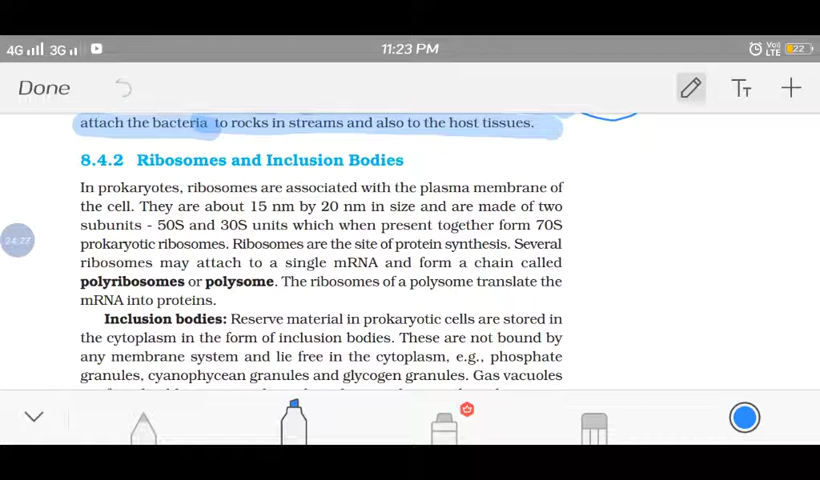 4G 3G 11:23 PM Voi) LTE 22
Done
attach the bacteria to rocks in streams and also to the host tissues.
8.4.2 Ribosomes and Inclusion Bodies
In prokaryotes, ribosomes are associated with the plasma membrane of
the cell. They are about 15 nm by 20 nm in size and are made of two
subunits - 50S and 30S units which when present together form 70S
prokaryotic ribosomes. Ribosomes are the site of protein synthesis. Several
ribosomes may attach to a single mRNA and form a chain called
polyribosomes or polysome. The ribosomes of a polysome translate the
mRNA into proteins.
Inclusion bodies: Reserve material in prokaryotic cells are stored in
the cytoplasm in the form of inclusion bodies. These are not bound by
any membrane system and lie free in the cytoplasm, e.g., phosphate
granules, cyanophycean granules and glycogen granules. Gas vacuoles